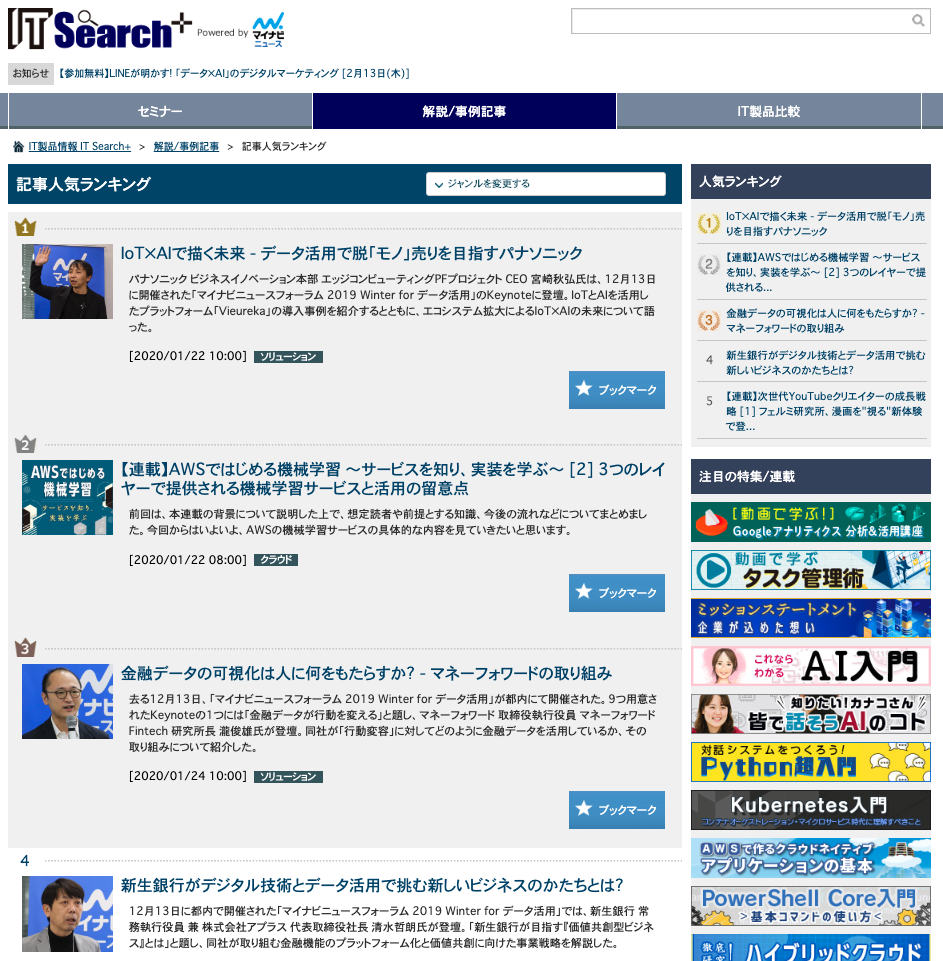 IT Search+ Powered by マイナビニュース
お知らせ 【参加無料】LINEが明かす!「データ×AI」のデジタルマーケティング [2月13日(木)]
セミナー 解説/事例記事 IT製品比較
IT製品情報 IT Search+ > 解説/事例記事 > 記事人気ランキング
記事人気ランキング ジャンルを変更する
1
IoT×AIで描く未来 - データ活用で脱「モノ」売りを目指すパナソニック
パナソニック ビジネスイノベーション本部 エッジコンピューティングPFプロジェクト CEO 宮崎秋弘氏は、12月13日
に開催された「マイナビニュースフォーラム 2019 Winter for データ活用」のKeynoteに登壇。IoTとAIを活用し
たプラットフォーム「Vieureka」の導入事例を紹介するとともに、エコシステム拡大によるIoT×AIの未来について語
った。
[2020/01/22 10:00] ソリューション
ブックマーク
2
AWSではじめる
機械学習
サービスを知り、
実装を学ぶ
【連載】AWSではじめる機械学習 ～サービスを知り、実装を学ぶ～ [2] 3つのレイ
ヤーで提供される機械学習サービスと活用の留意点
前回は、本連載の背景について説明した上で、想定読者や前提とする知識、今後の流れなどについてまとめまし
た。今回からはいよいよ、AWSの機械学習サービスの具体的な内容を見ていきたいと思います。
[2020/01/22 08:00] クラウド
ブックマーク
3
金融データの可視化は人に何をもたらすか? - マネーフォワードの取り組み
去る12月13日、「マイナビニュースフォーラム 2019 Winter for データ活用」が都内にて開催された。9つ用意さ
れたKeynoteの1つには「金融データが行動を変える」と題し、マネーフォワード 取締役執行役員 マネーフォワード
Fintech 研究所長 瀧俊雄氏が登壇。同社が「行動変容」に対してどのように金融データを活用しているか、その
取り組みについて紹介した。
[2020/01/24 10:00] ソリューション
ブックマーク
4
新生銀行がデジタル技術とデータ活用で挑む新しいビジネスのかたちとは?
12月13日に都内で開催された「マイナビニュースフォーラム 2019 Winter for データ活用」では、新生銀行 常
務執行役員 兼 株式会社アプラス 代表取締役社長 清水哲朗氏が登壇。「新生銀行が目指す『価値共創型ビジネ
ス』とは」と題し、同社が取り組む金融機能のプラットフォーム化と価値共創に向けた事業戦略を解説した。
人気ランキング
1 IoT×AIで描く未来 - データ活用で脱「モノ」売
りを目指すパナソニック
2 【連載】AWSではじめる機械学習 ～サービス
を知り、実装を学ぶ～ [2] 3つのレイヤーで提
供される...
3 金融データの可視化は人に何をもたらすか? -
マネーフォワードの取り組み
4 新生銀行がデジタル技術とデータ活用で挑む
新しいビジネスのかたちとは?
5 【連載】次世代YouTubeクリエイターの成長戦
略 [1] フェルミ研究所、漫画を"視る"新体験
で登...
注目の特集/連載
[動画で学ぶ!]
Googleアナリティクス 分析&活用講座
動画で学ぶ
タスク管理術
ミッションステートメント
企業が込めた想い
これなら
わかる AI入門
知りたい!カナコさん
皆で話そうAIのコト
対話システムをつくろう!
Python超入門
Kubernetes入門
コンテナオーケストレーション・マイクロサービス時代に理解すべきこと
AWSで作るクラウドネイティブ
アプリケーションの基本
PowerShell Core入門
>基本コマンドの使い方<
徹底
研究! ハイブリッドクラウド